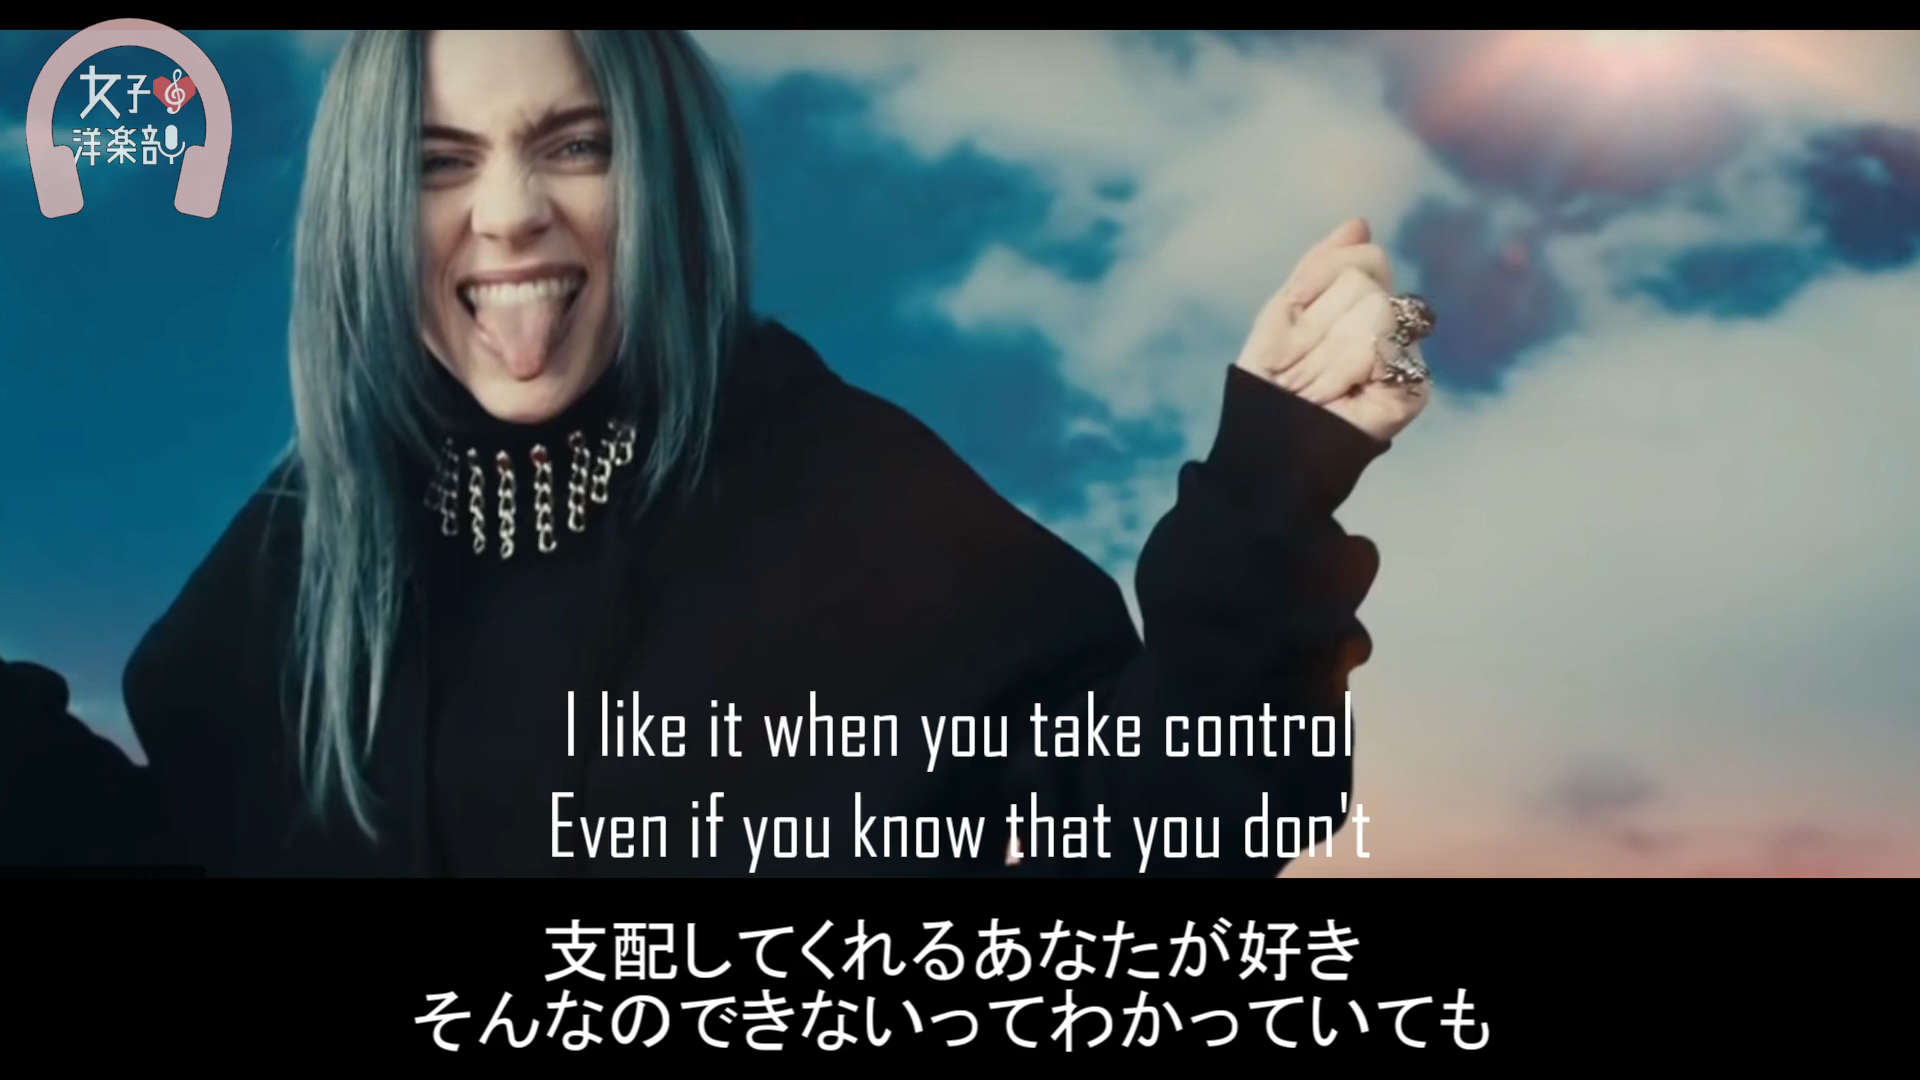 女子
洋楽部
I like it when you take control
Even if you know that you don't
支配してくれるあなたが好き
そんなのできないってわかっていても